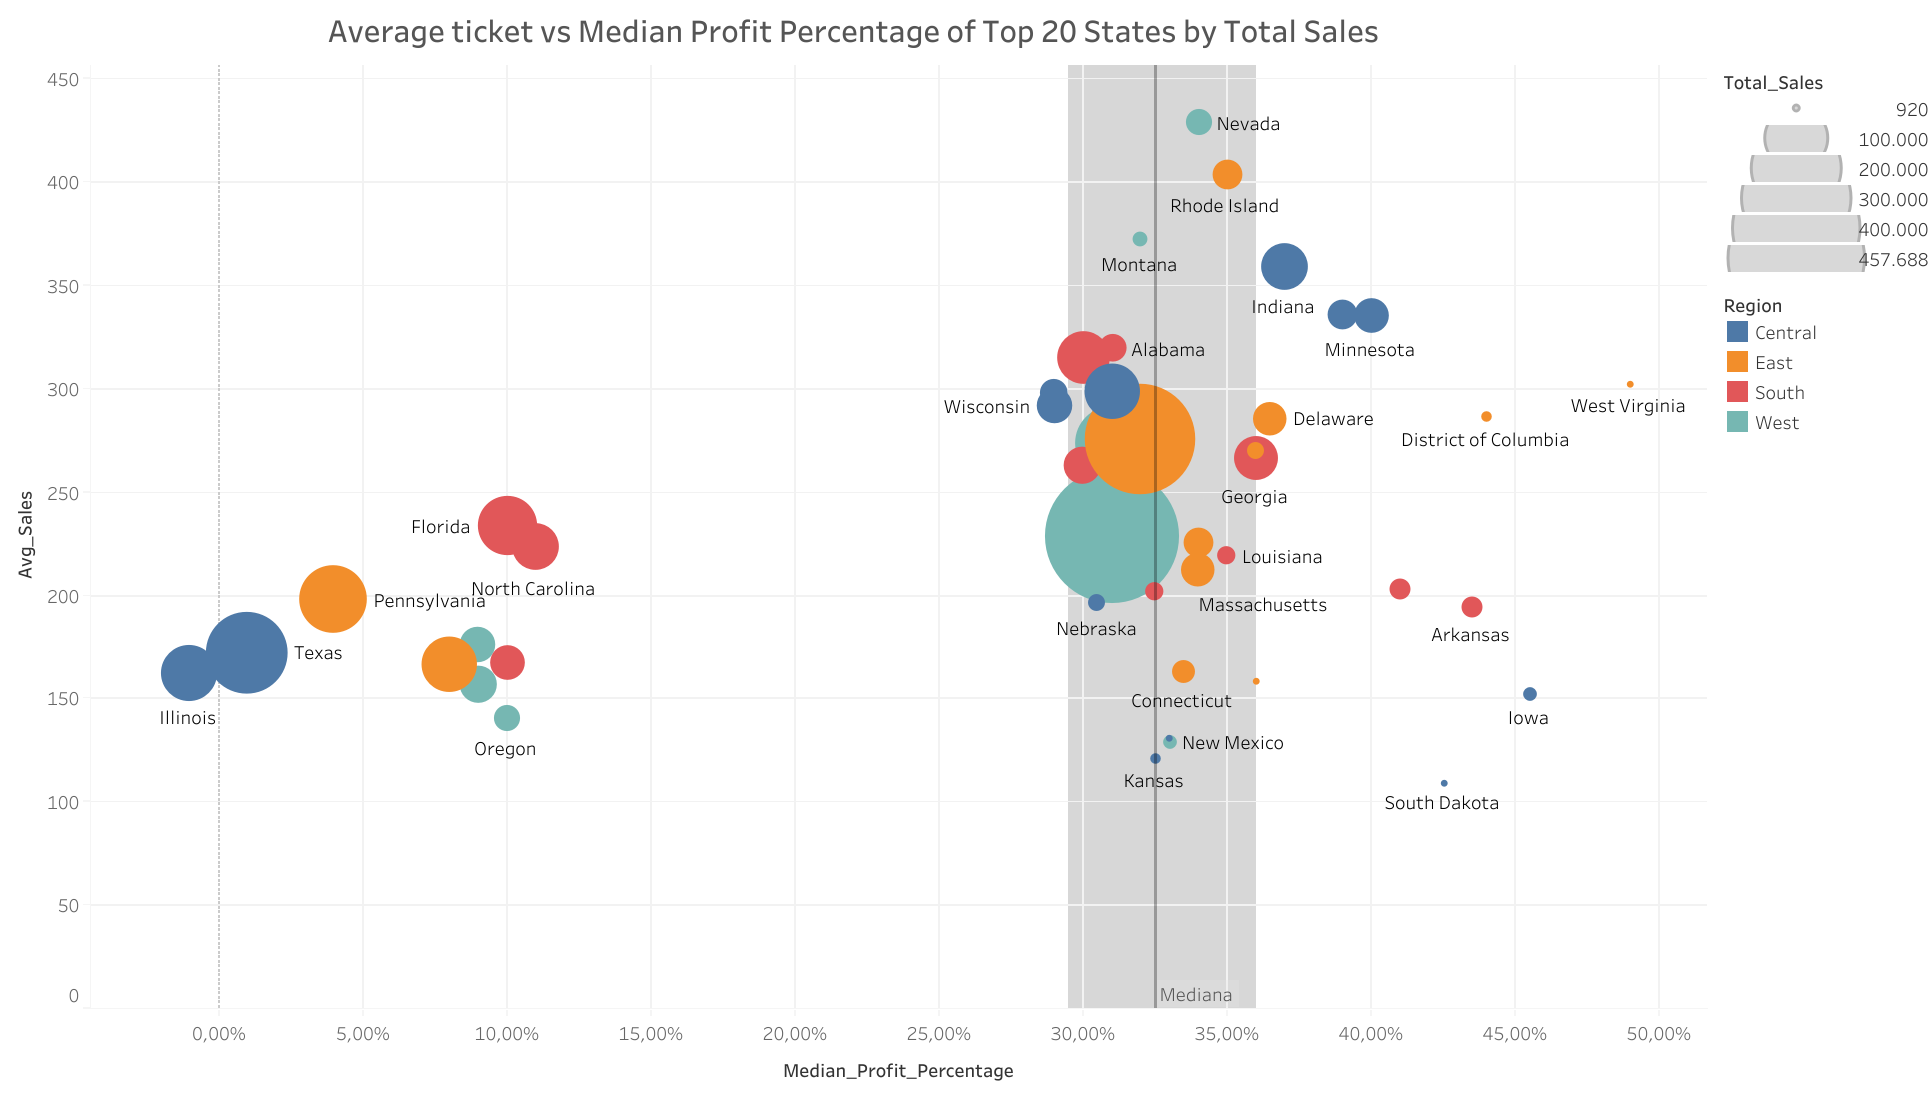 Average ticket vs Median Profit Percentage of Top 20 States by Total Sales
450
400
350
300
250
200
150
100
50
0
Avg_Sales
Nevada
Rhode Island
Montana
Indiana
Minnesota
Alabama
Wisconsin
West Virginia
Delaware
District of Columbia
Georgia
Florida
North Carolina
Louisiana
Pennsylvania
Massachusetts
Nebraska
Arkansas
Texas
Illinois
Connecticut
Iowa
Oregon
New Mexico
Kansas
South Dakota
Mediana
0,00%
5,00%
10,00%
15,00%
20,00%
25,00%
30,00%
35,00%
40,00%
45,00%
50,00%
Median_Profit_Percentage
Total_Sales
920
100.000
200.000
300.000
400.000
457.688
Region
Central
East
South
West